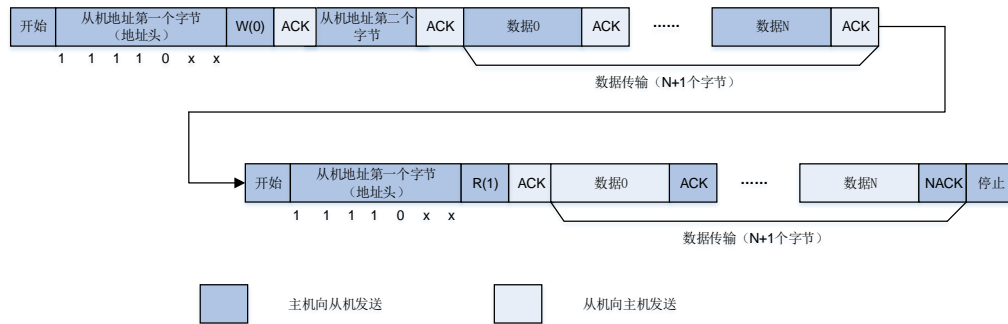 开始 从机地址第一个字节 W(0) ACK 从机地址第二个 ACK 数据0 ACK …… 数据N ACK
（地址头） 字节
1 1 1 1 0 x x
数据传输（N+1个字节）
开始 从机地址第一个字节 R(1) ACK 数据0 ACK …… 数据N NACK 停止
（地址头）
1 1 1 1 0 x x
数据传输（N+1个字节）
主机向从机发送 从机向主机发送